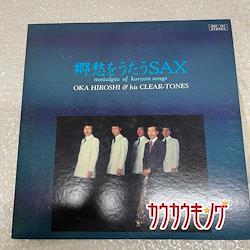 郷愁をうたうSAX
nostalgia of korean songs
OKA HIROSHI & his CLEAR-TONES
STEREO
カウカウキング